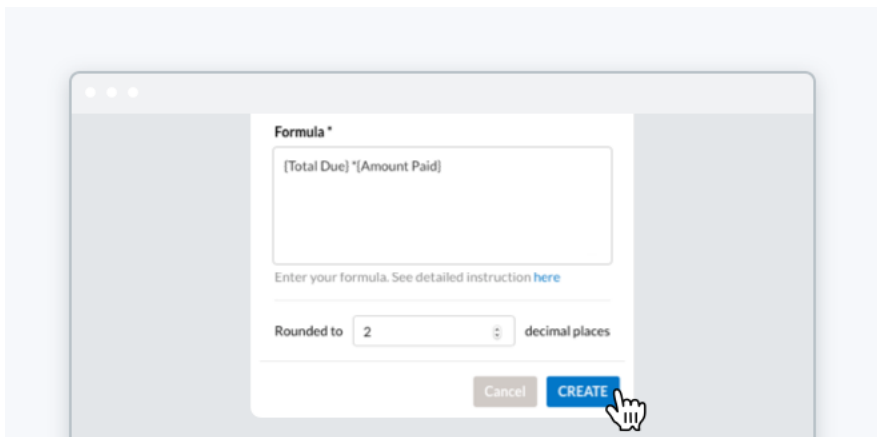 Formula *
{Total Due} *{Amount Paid}
Enter your formula. See detailed instruction here
Rounded to 2 decimal places
Cancel CREATE